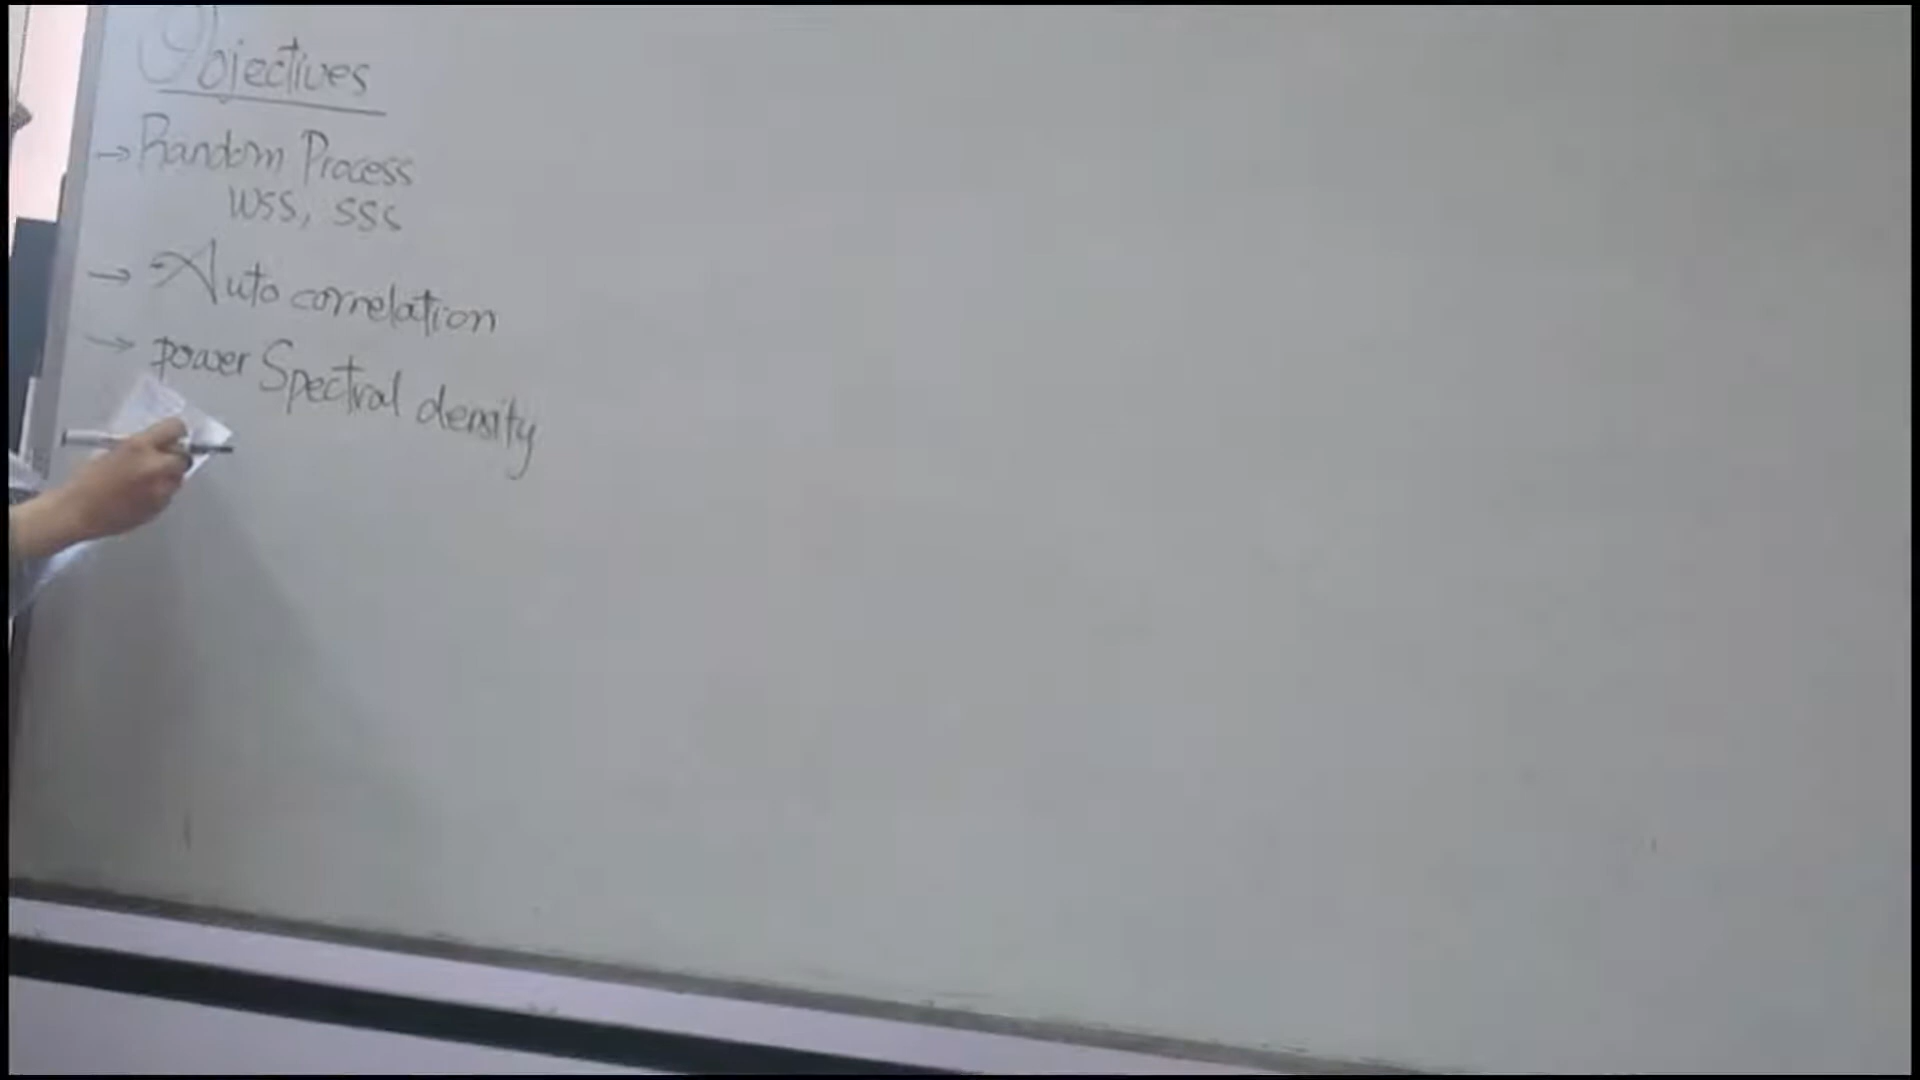 Objectives
→ Random Process
WSS, SSS
→ Auto correlation
→ power Spectral density